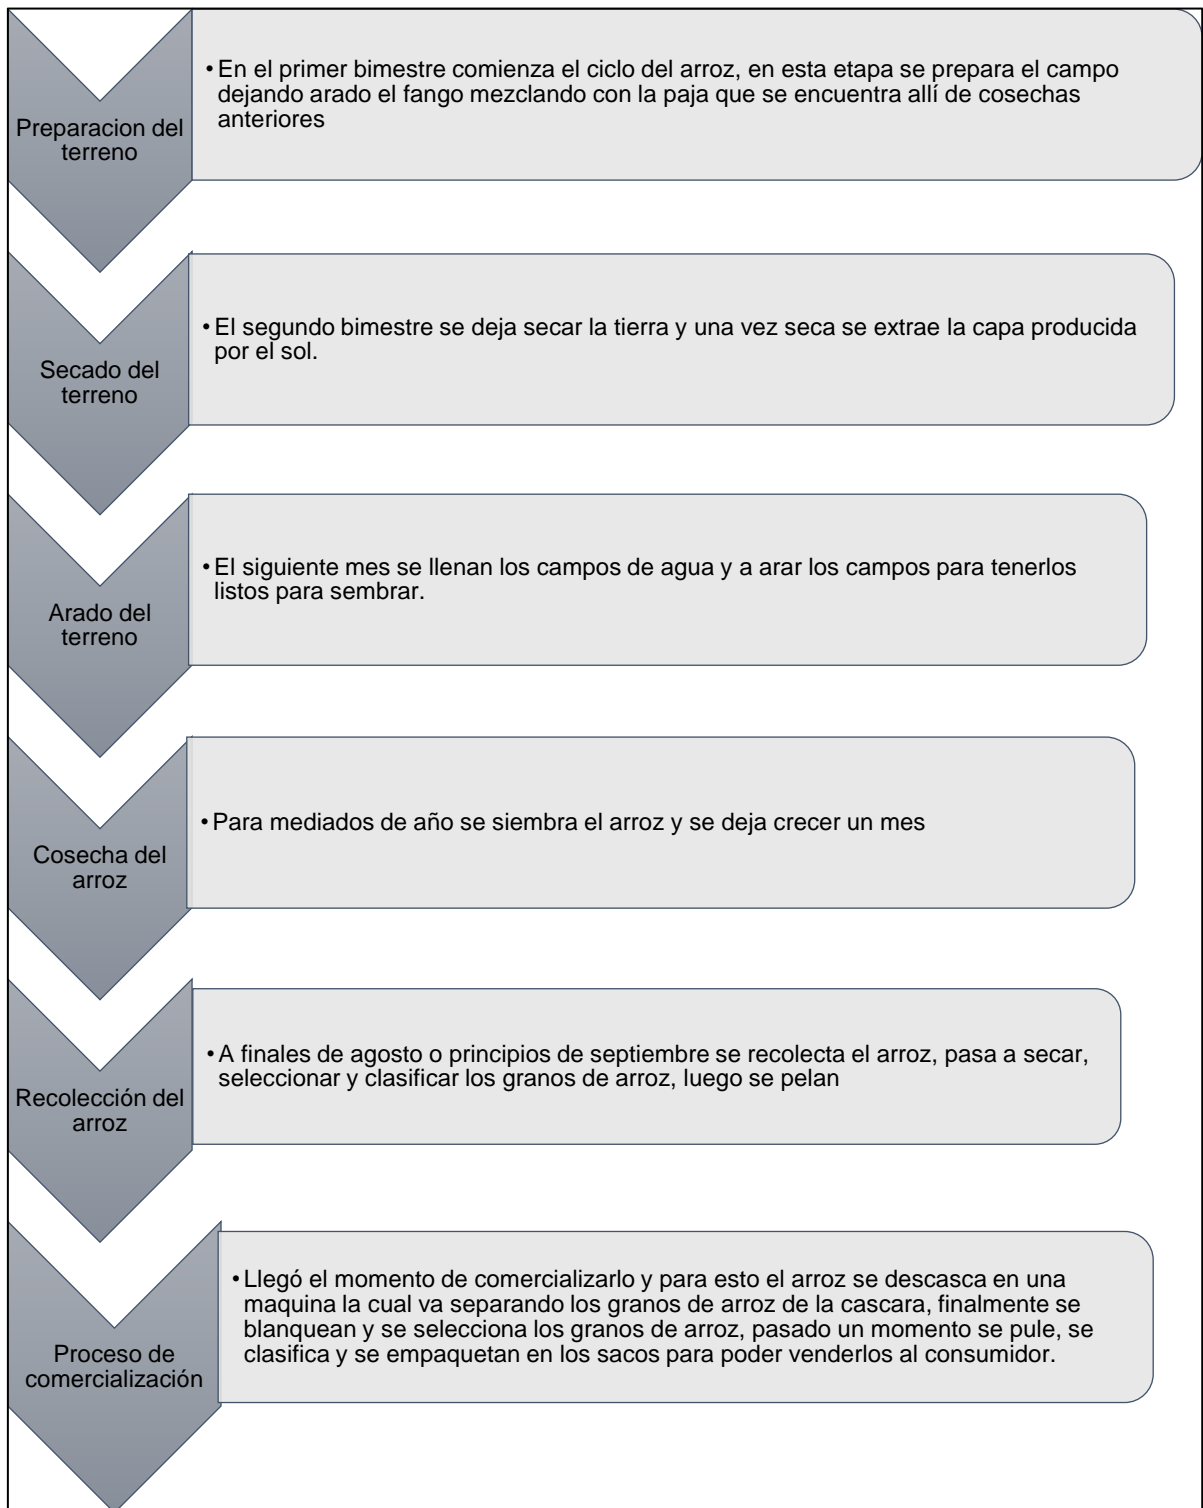 Preparacion del
terreno
• En el primer bimestre comienza el ciclo del arroz, en esta etapa se prepara el campo
dejando arado el fango mezclando con la paja que se encuentra allí de cosechas
anteriores
Secado del
terreno
• El segundo bimestre se deja secar la tierra y una vez seca se extrae la capa producida
por el sol.
Arado del
terreno
• El siguiente mes se llenan los campos de agua y a arar los campos para tenerlos
listos para sembrar.
Cosecha del
arroz
• Para mediados de año se siembra el arroz y se deja crecer un mes
Recolección del
arroz
• A finales de agosto o principios de septiembre se recolecta el arroz, pasa a secar,
seleccionar y clasificar los granos de arroz, luego se pelan
Proceso de
comercialización
• Llegó el momento de comercializarlo y para esto el arroz se descasca en una
maquina la cual va separando los granos de arroz de la cascara, finalmente se
blanquean y se selecciona los granos de arroz, pasado un momento se pule, se
clasifica y se empaquetan en los sacos para poder venderlos al consumidor.